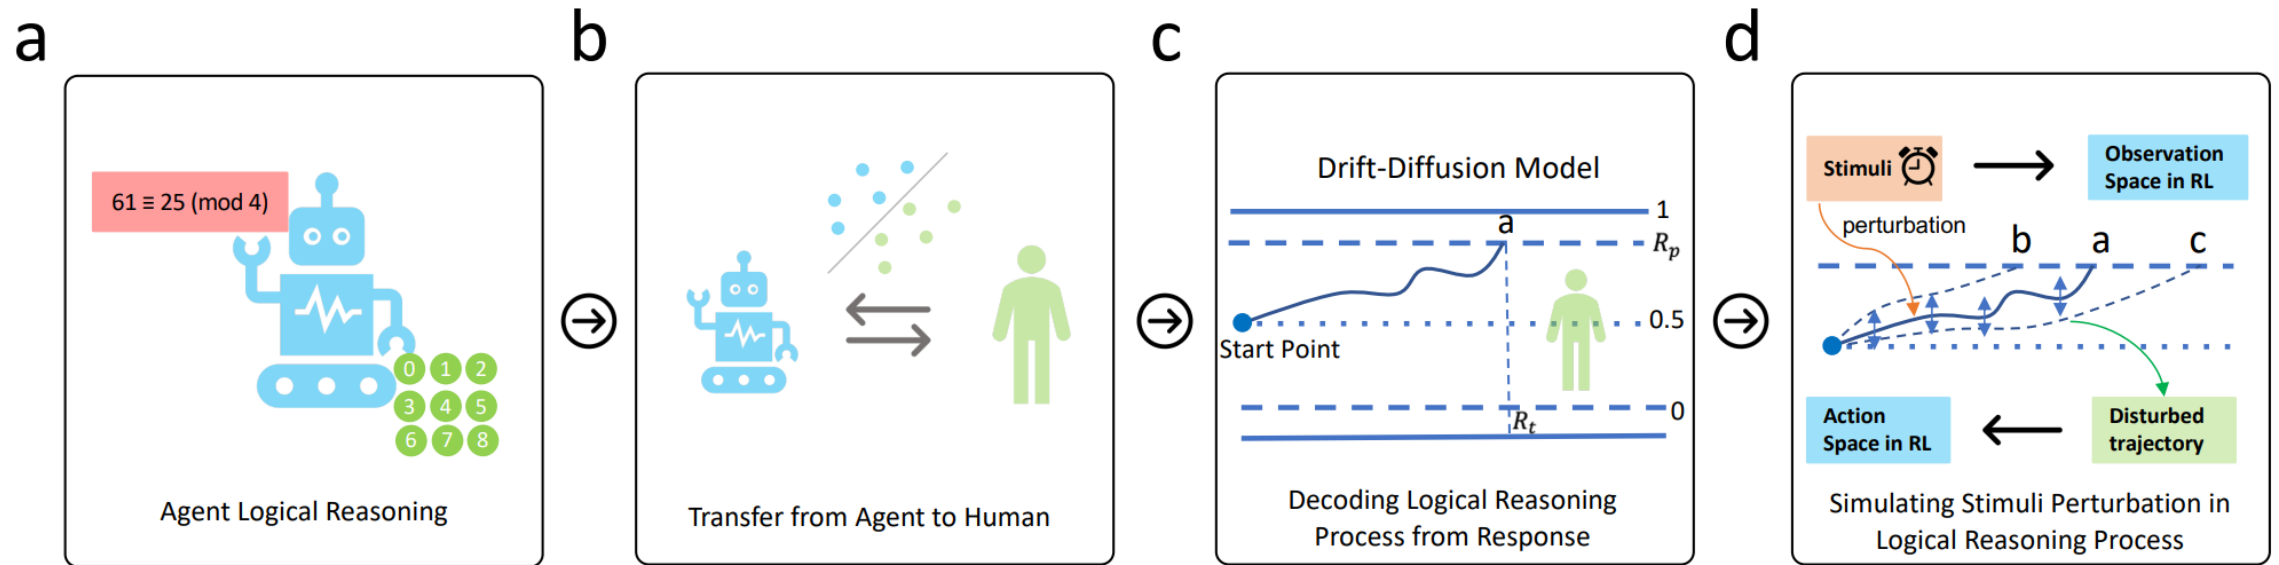 a
61 ≡ 25 (mod 4)
0 1 2
3 4 5
6 7 8
Agent Logical Reasoning
b
Transfer from Agent to Human
c
Drift-Diffusion Model
1
a
Rp
0.5
Start Point
0
Rt
Decoding Logical Reasoning
Process from Response
d
Stimuli
Observation
Space in RL
perturbation
b a c
Action
Space in RL
Disturbed
trajectory
Simulating Stimuli Perturbation in
Logical Reasoning Process